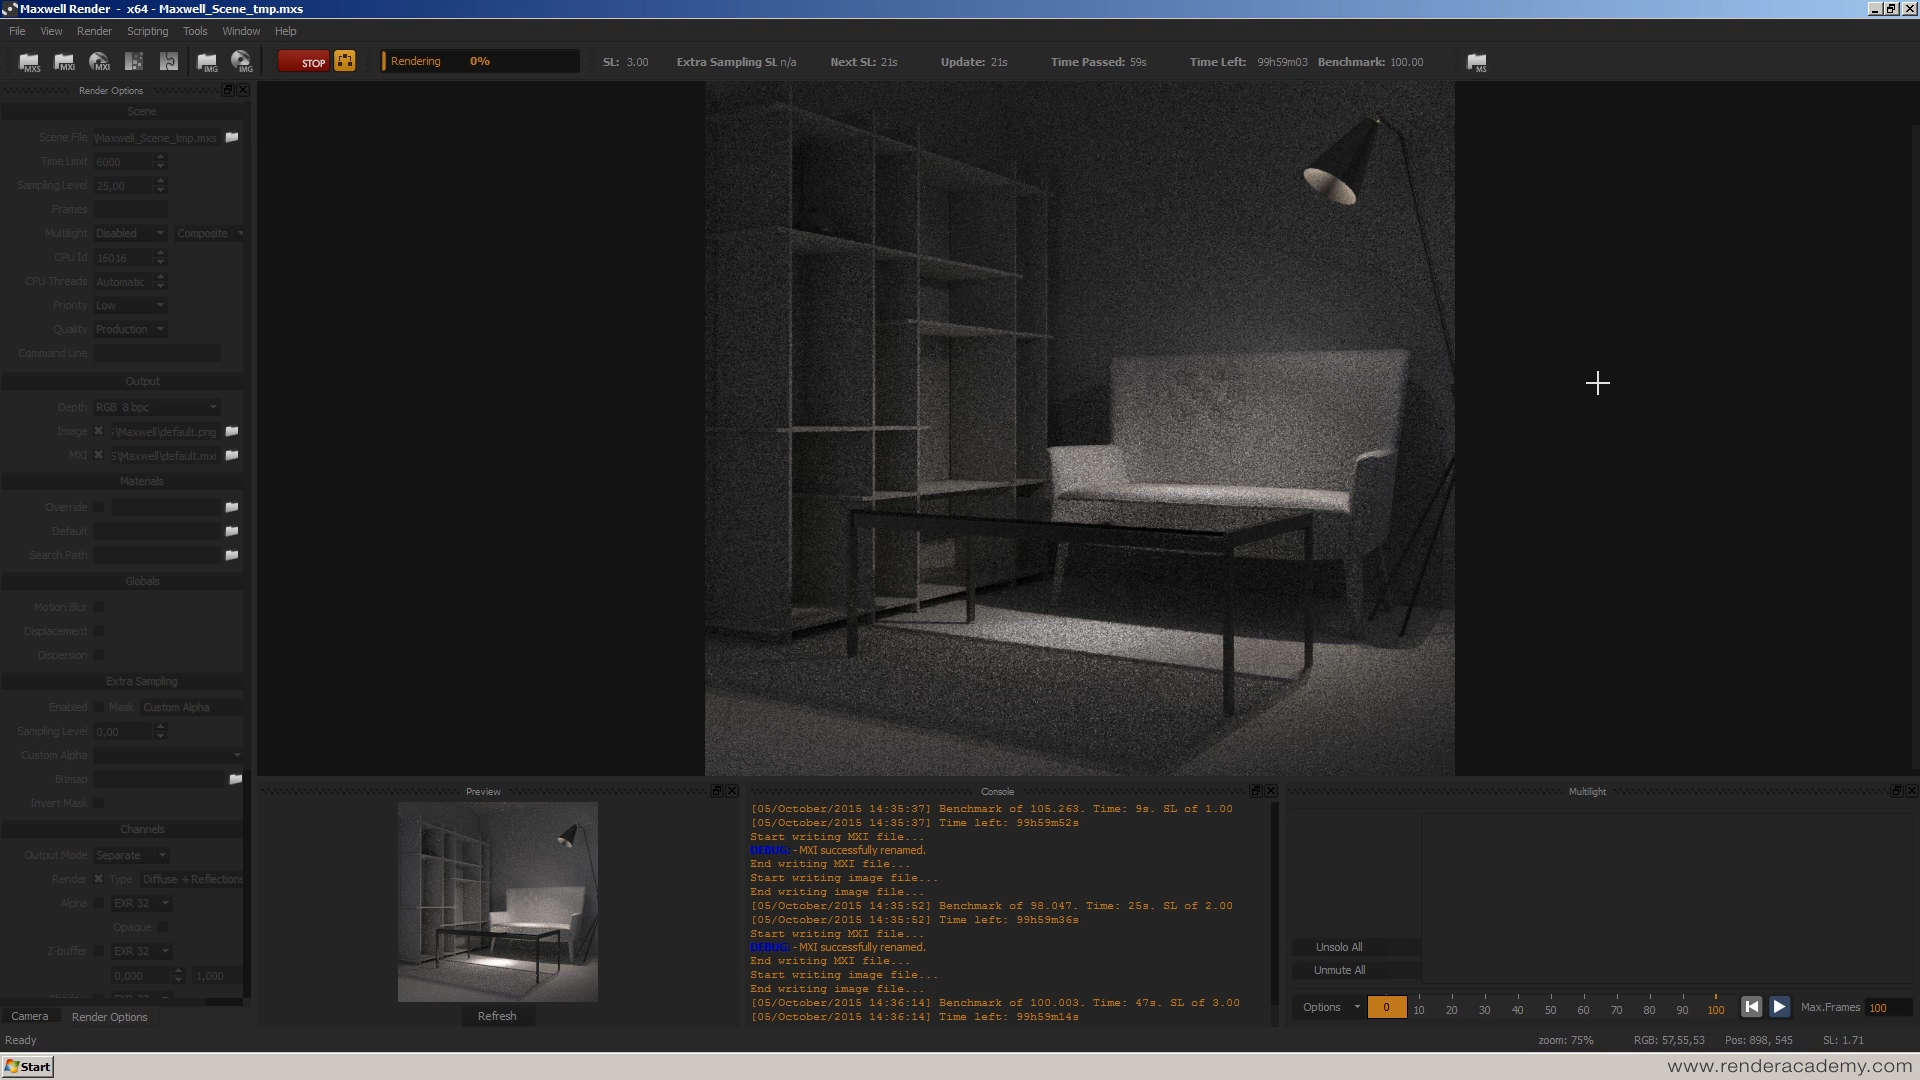 Maxwell Render - x64 - Maxwell_Scene_tmp.mxs
File View Render Scripting Tools Window Help
MXS MXI MXI IMG IMG STOP Rendering 0% SL: 3.00 Extra Sampling SL n/a Next SL: 21s Update: 21s Time Passed: 59s Time Left: 99h59m03 Benchmark: 100.00 MS
Render Options
Scene
Scene File \Maxwell_Scene_tmp.mxs
Time Limit 6000
Sampling Level 25,00
Frames
Multilight Disabled Composite
CPU Id 16016
CPU Threads Automatic
Priority Low
Quality Production
Command Line
Output
Depth RGB 8 bpc
Image \Maxwell\default.png
MXI \Maxwell\default.mxi
Materials
Override
Default
Search Path
Globals
Motion Blur
Displacement
Dispersion
Extra Sampling
Enabled Mask Custom Alpha
Sampling Level 0,00
Custom Alpha
Bitmap
Invert Mask
Channels
Output Mode Separate
Render Type Diffuse + Reflections
Alpha EXR 32
Opaque
Z-buffer EXR 32
0,000 1,000
Camera Render Options
Preview
Refresh
Console
[05/October/2015 14:35:37] Benchmark of 105.263. Time: 9s. SL of 1.00
[05/October/2015 14:35:37] Time left: 99h59m52s
Start writing MXI file...
DEBUG: - MXI successfully renamed.
End writing MXI file...
Start writing image file...
End writing image file...
[05/October/2015 14:35:52] Benchmark of 98.047. Time: 25s. SL of 2.00
[05/October/2015 14:35:52] Time left: 99h59m36s
Start writing MXI file...
DEBUG: - MXI successfully renamed.
End writing MXI file...
Start writing image file...
End writing image file...
[05/October/2015 14:36:14] Benchmark of 100.003. Time: 47s. SL of 3.00
[05/October/2015 14:36:14] Time left: 99h59m14s
Multilight
Unsolo All
Unmute All
Options 0 10 20 30 40 50 60 70 80 90 100 Max.Frames 100
Ready zoom: 75% RGB: 57,55,53 Pos: 898, 545 SL: 1.71
Start
www.renderacademy.com